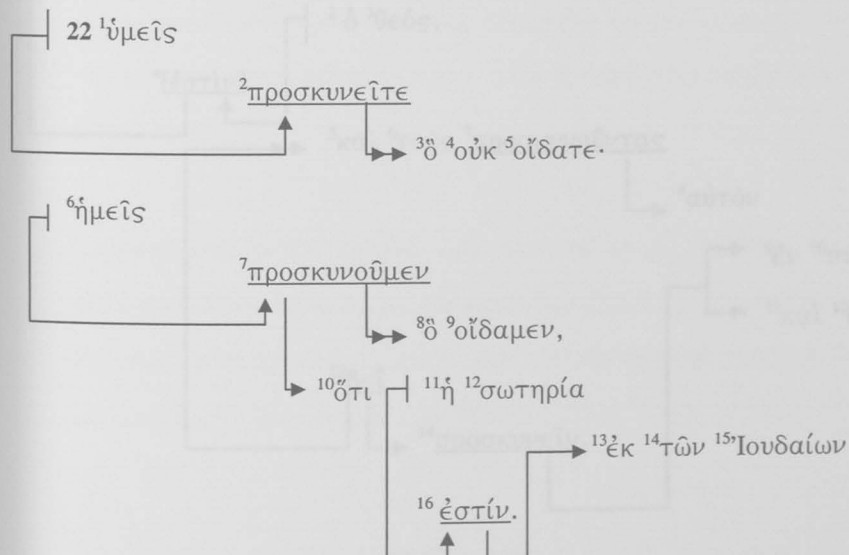 22 ¹ὑμεῖς
²προσκυνεῖτε
³ὃ ⁴οὐκ ⁵οἴδατε·
⁶ἡμεῖς
⁷προσκυνοῦμεν
⁸ὃ ⁹οἴδαμεν,
¹⁰ὅτι ¹¹ἡ ¹²σωτηρία
¹³ἐκ ¹⁴τῶν ¹⁵Ἰουδαίων
¹⁶ἐστίν.